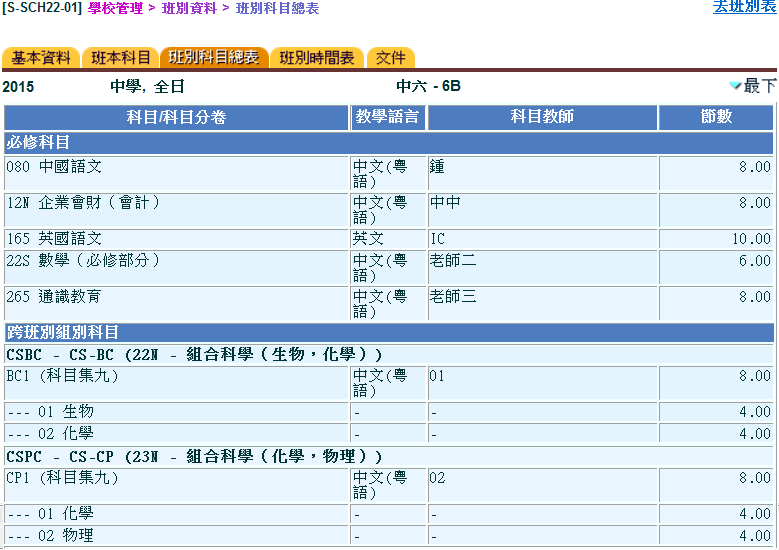 [S-SCH22-01] 學校管理 > 班別資料 > 班別科目總表
去班別表
基本資料 班本科目 班別科目總表 班別時間表 文件
2015 中學, 全日 中六 - 6B 最下
科目/科目分卷 教學語言 科目教師 節數
必修科目
080 中國語文 中文(粵語) 鍾 8.00
12N 企業會財（會計） 中文(粵語) 中中 8.00
165 英國語文 英文 IC 10.00
22S 數學（必修部分） 中文(粵語) 老師二 6.00
265 通識教育 中文(粵語) 老師三 8.00
跨班別組別科目
CSBC - CS-BC (22N - 組合科學（生物，化學）)
BC1 (科目集九) 中文(粵語) 01 8.00
--- 01 生物 - - 4.00
--- 02 化學 - - 4.00
CSPC - CS-CP (23N - 組合科學（化學，物理）)
CP1 (科目集九) 中文(粵語) 02 8.00
--- 01 化學 - - 4.00
--- 02 物理 - - 4.00